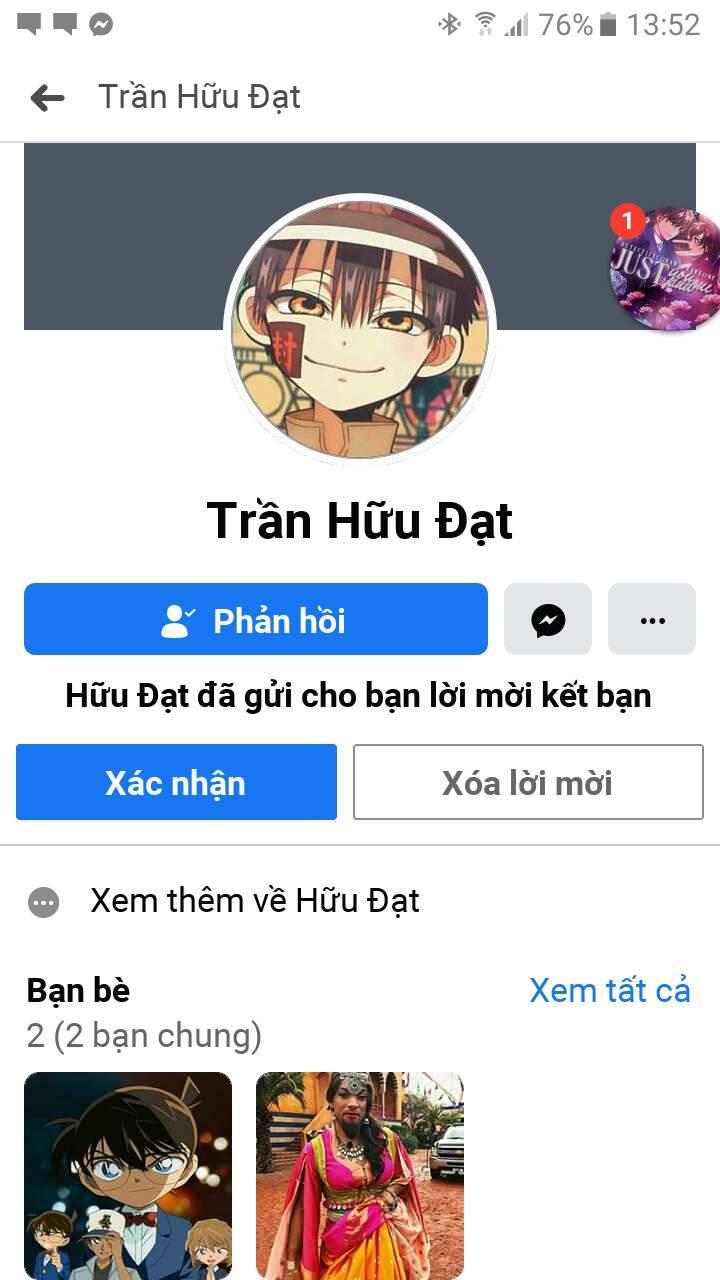 76% 13:52
Trần Hữu Đạt
1
JUST
封
Trần Hữu Đạt
Phản hồi
Hữu Đạt đã gửi cho bạn lời mời kết bạn
Xác nhận
Xóa lời mời
Xem thêm về Hữu Đạt
Bạn bè
Xem tất cả
2 (2 bạn chung)